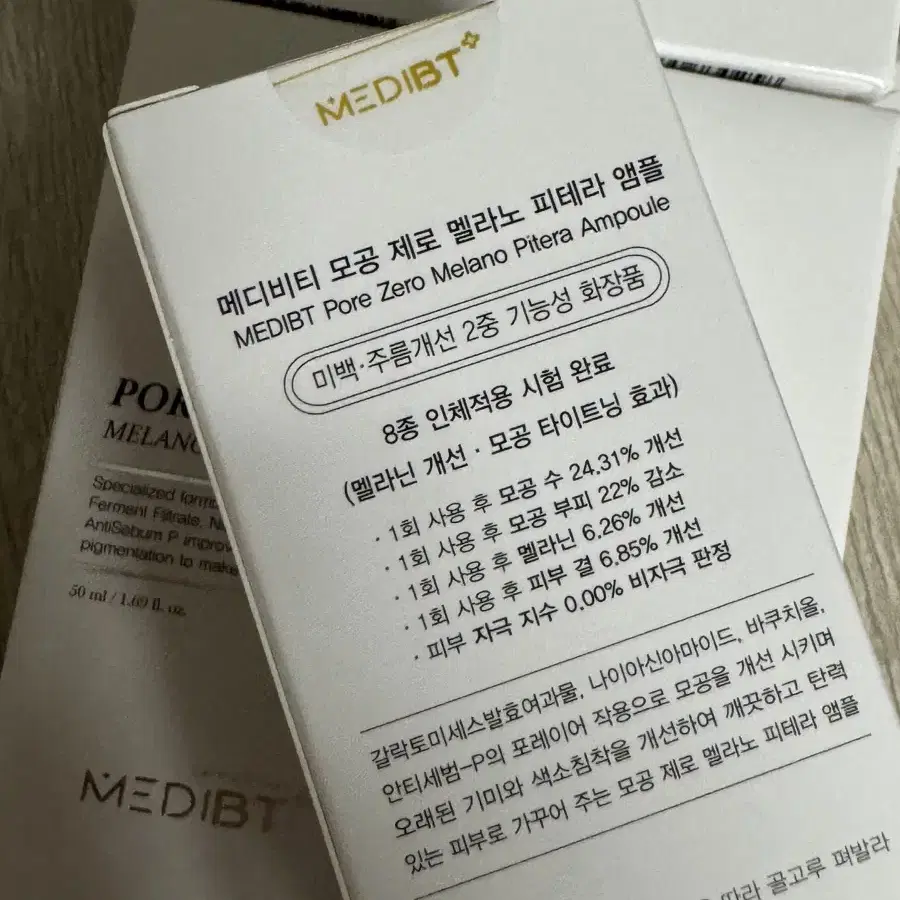 MEDIBT
메디비티 모공 제로 멜라노 피테라 앰플
MEDIBT Pore Zero Melano Pitera Ampoule
미백·주름개선 2중 기능성 화장품
8종 인체적용 시험 완료
(멜라닌 개선 · 모공 타이트닝 효과)
· 1회 사용 후 모공 수 24.31% 개선
· 1회 사용 후 모공 부피 22% 감소
· 1회 사용 후 멜라닌 6.26% 개선
· 1회 사용 후 피부 결 6.85% 개선
· 피부 자극 지수 0.00% 비자극 판정
갈락토미세스발효여과물, 나이아신아마이드, 바쿠치올,
안티세범-P의 포레이어 작용으로 모공을 개선 시키며
오래된 기미와 색소침착을 개선하여 깨끗하고 탄력
있는 피부로 가꾸어 주는 모공 제로 멜라노 피테라 앰플
따라 골고루 펴발라
POR
MELANO
Specialized formu
Ferment Filtrate, Ni
AntiSebum P improv
pigmentation to make
50 ml / 1.69 fl. oz.
MEDIBT